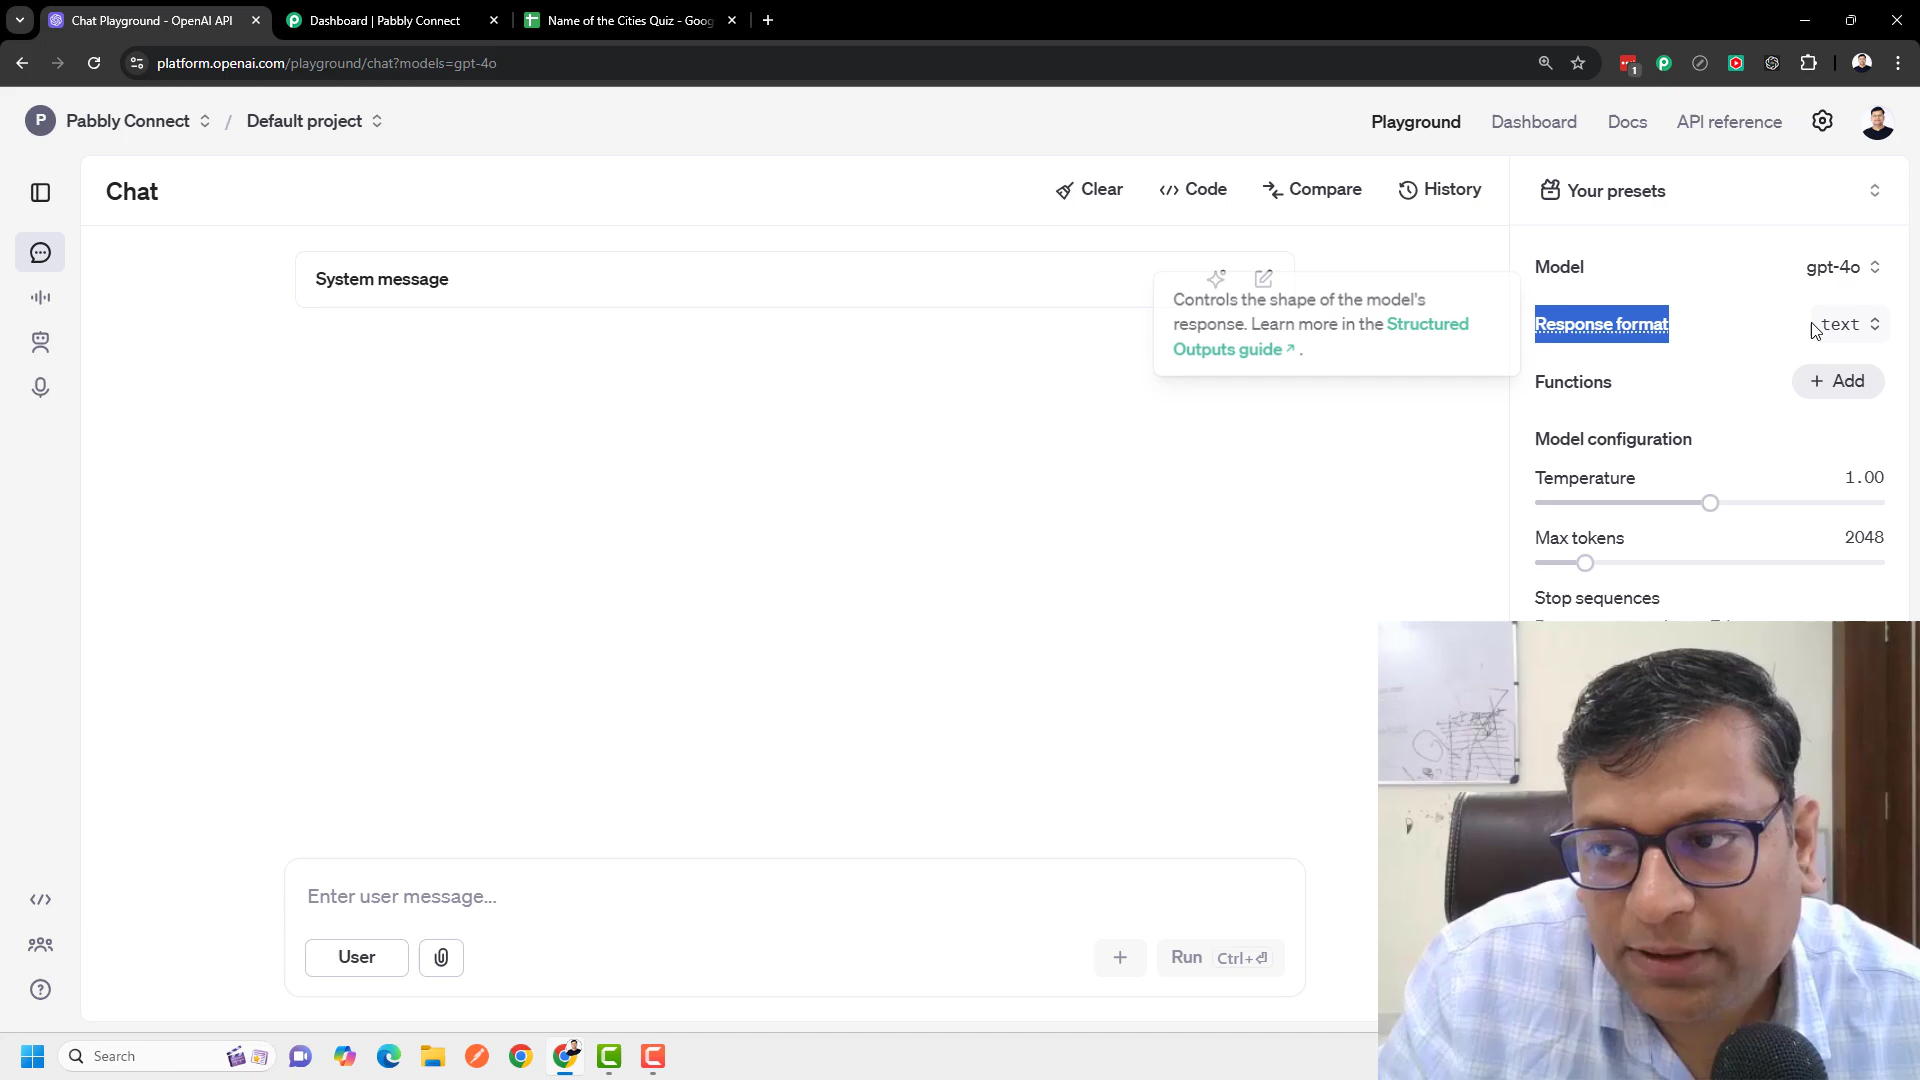 Chat Playground - OpenAI API
Dashboard | Pabbly Connect
Name of the Cities Quiz - Goog
platform.openai.com/playground/chat?models=gpt-4o
1
P
Pabbly Connect / Default project
Playground
Dashboard
Docs
API reference
Chat
Clear
Code
Compare
History
Your presets
System message
Controls the shape of the model's
response. Learn more in the Structured
Outputs guide↗ .
Model
gpt-4o
Response format
text
Functions
+ Add
Model configuration
Temperature
1.00
Max tokens
2048
Stop sequences
Enter user message...
User
+
Run Ctrl+⏎
Search